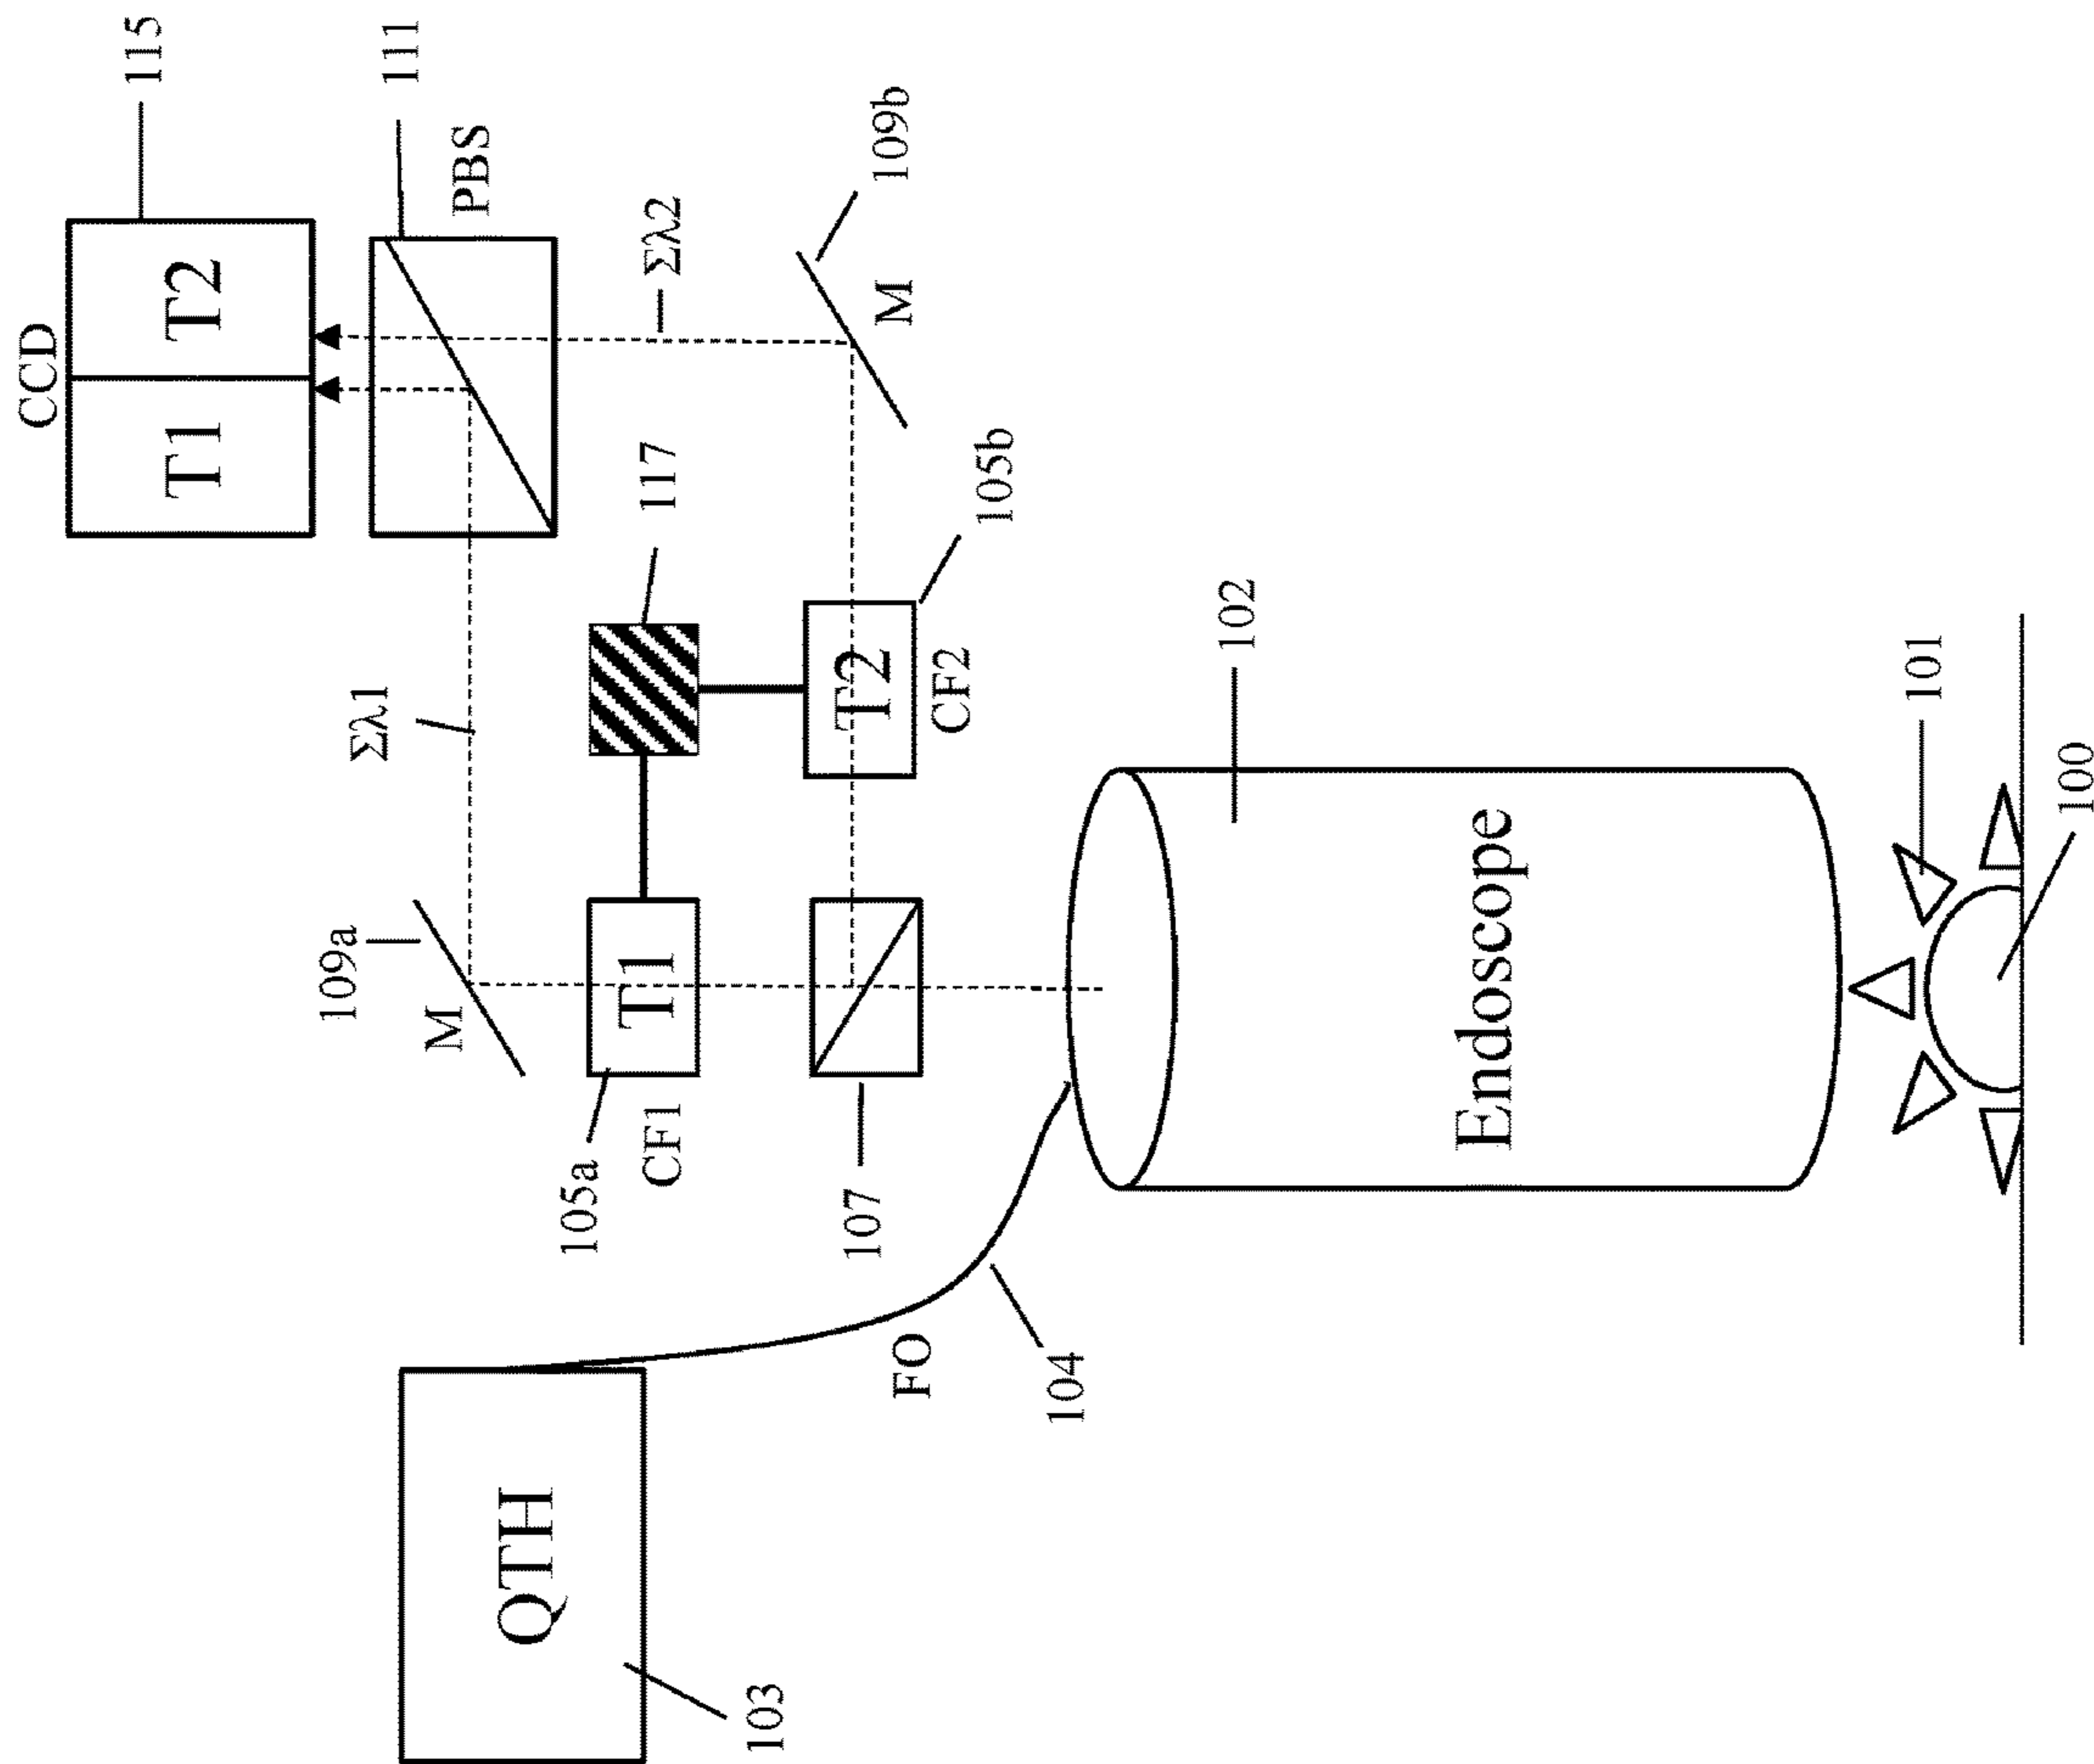 CCD
115
T1
T2
111
PBS
109a
M
Σλ1
117
Σλ2
109b
M
105a
CF1
T1
T2
CF2
105b
107
QTH
103
FO
104
102
Endoscope
101
100